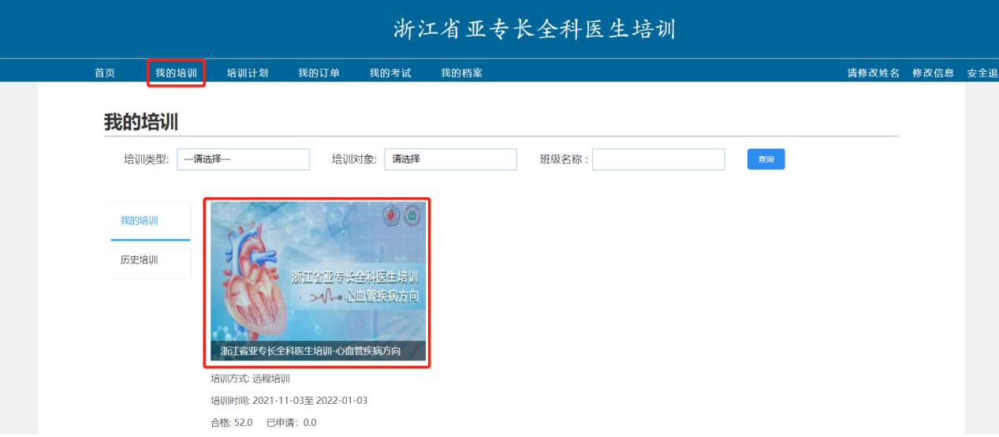 浙江省亚专长全科医生培训
首页 我的培训 培训计划 我的订单 我的考试 我的档案 请修改姓名 修改信息 安全退
我的培训
培训类型: ---请选择--- 培训对象: 请选择 班级名称 : 查询
我的培训
历史培训
浙江省亚专长全科医生培训
心血管疾病方向
浙江省亚专长全科医生培训-心血管疾病方向
培训方式: 远程培训
培训时间: 2021-11-03至 2022-01-03
合格: 52.0 已申请: 0.0